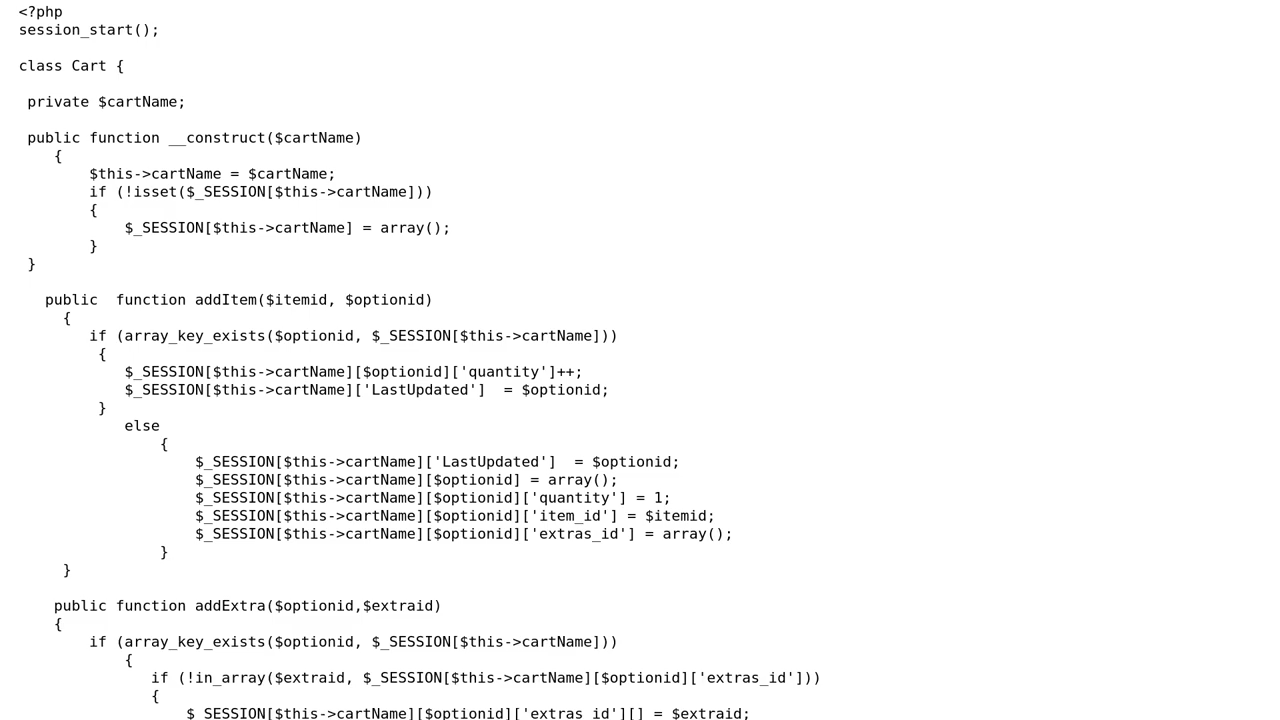 <?php
session_start();
class Cart {
private $cartName;
public function __construct($cartName)
{
$this->cartName = $cartName;
if (!isset($_SESSION[$this->cartName]))
{
$_SESSION[$this->cartName] = array();
}
}
public  function addItem($itemid, $optionid)
{
if (array_key_exists($optionid, $_SESSION[$this->cartName]))
{
$_SESSION[$this->cartName][$optionid]['quantity']++;
$_SESSION[$this->cartName]['LastUpdated']  = $optionid;
}
else
{
$_SESSION[$this->cartName]['LastUpdated']  = $optionid;
$_SESSION[$this->cartName][$optionid] = array();
$_SESSION[$this->cartName][$optionid]['quantity'] = 1;
$_SESSION[$this->cartName][$optionid]['item_id'] = $itemid;
$_SESSION[$this->cartName][$optionid]['extras_id'] = array();
}
}
public function addExtra($optionid,$extraid)
{
if (array_key_exists($optionid, $_SESSION[$this->cartName]))
{
if (!in_array($extraid, $_SESSION[$this->cartName][$optionid]['extras_id']))
{
$_SESSION[$this->cartName][$optionid]['extras_id'][] = $extraid;